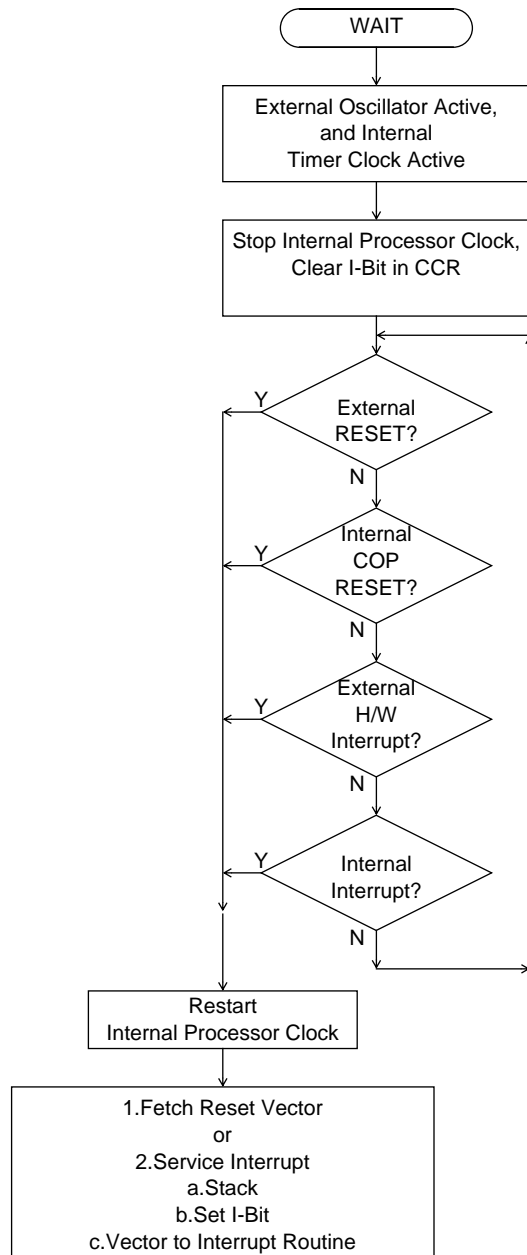 WAIT
External Oscillator Active,
and Internal
Timer Clock Active
Stop Internal Processor Clock,
Clear I-Bit in CCR
Y
External
RESET?
N
Y
Internal
COP
RESET?
N
Y
External
H/W
Interrupt?
N
Y
Internal
Interrupt?
N
Restart
Internal Processor Clock
1.Fetch Reset Vector
or
2.Service Interrupt
a.Stack
b.Set I-Bit
c.Vector to Interrupt Routine